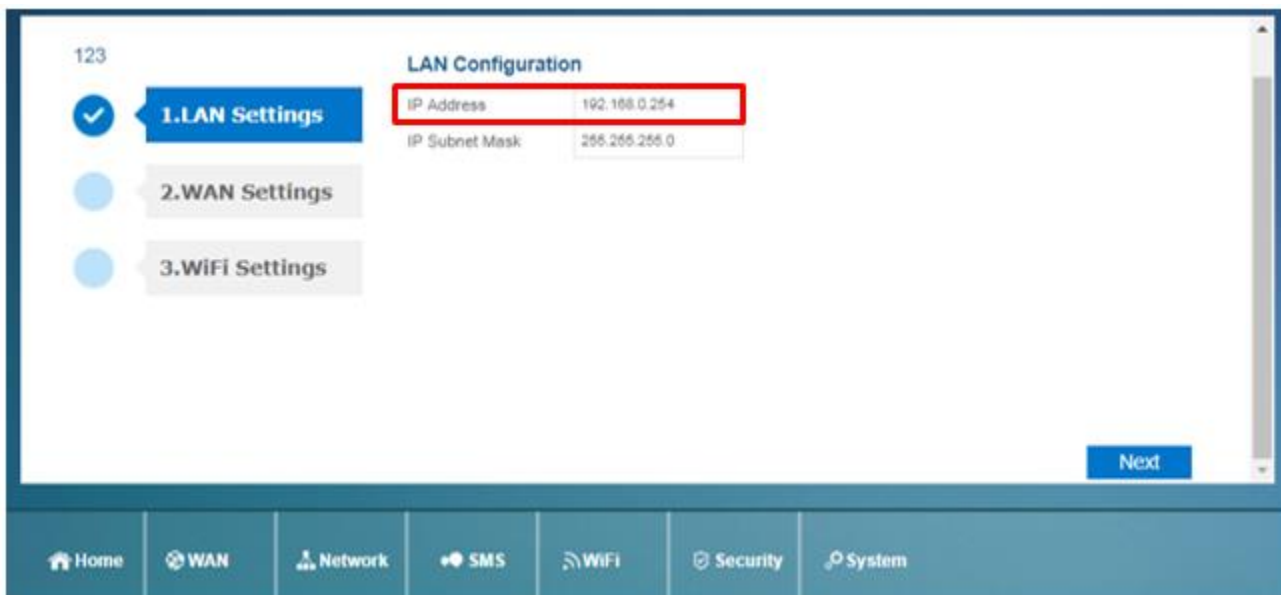 123
1.LAN Settings
2.WAN Settings
3.WiFi Settings
LAN Configuration
IP Address 192.168.0.254
IP Subnet Mask 255.255.255.0
Next
Home WAN Network SMS WiFi Security System